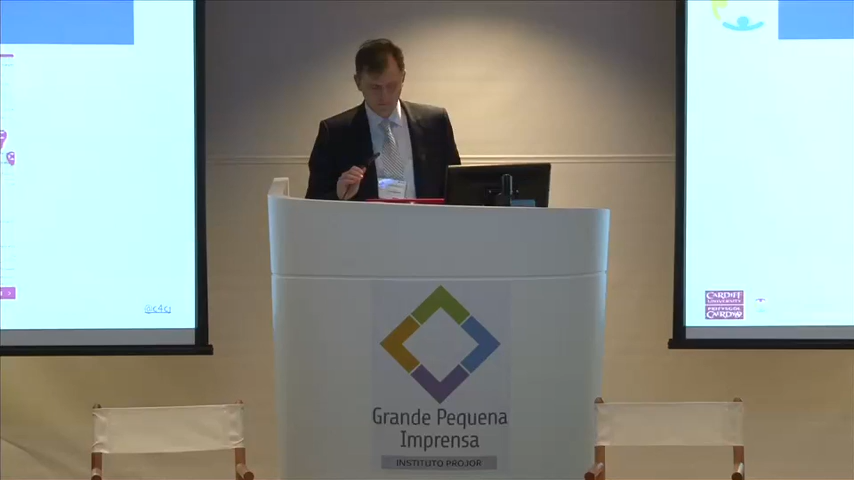 @c4cj
CARDIFF
UNIVERSITY
PRIFYSGOL
CAERDYDD
Grande Pequena
Imprensa
INSTITUTO PROJOR